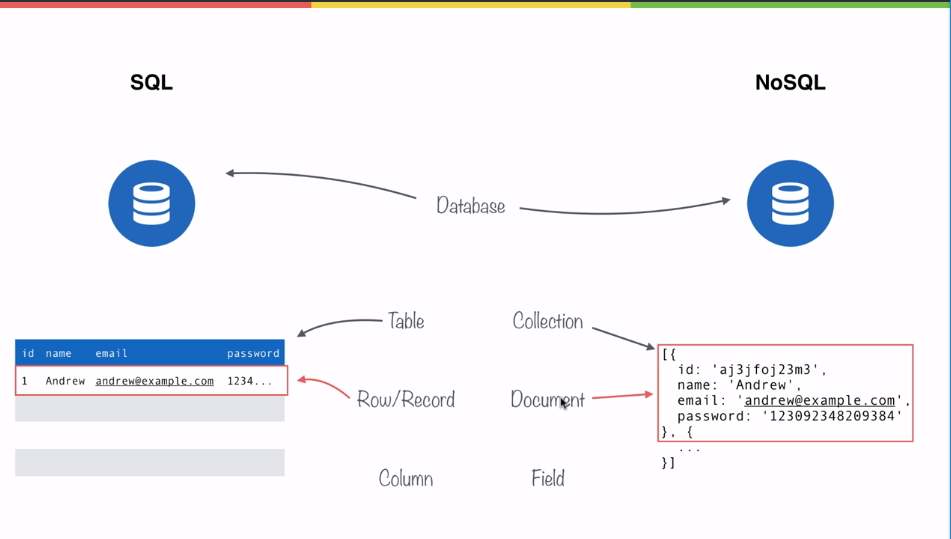 SQL
NoSQL
Database
Table
Collection
id name email password
1 Andrew andrew@example.com 1234...
Row/Record
Document
Column
Field
[{
id: 'aj3jfoj23m3',
name: 'Andrew',
email: 'andrew@example.com',
password: '123092348209384'
}, {
...
}]